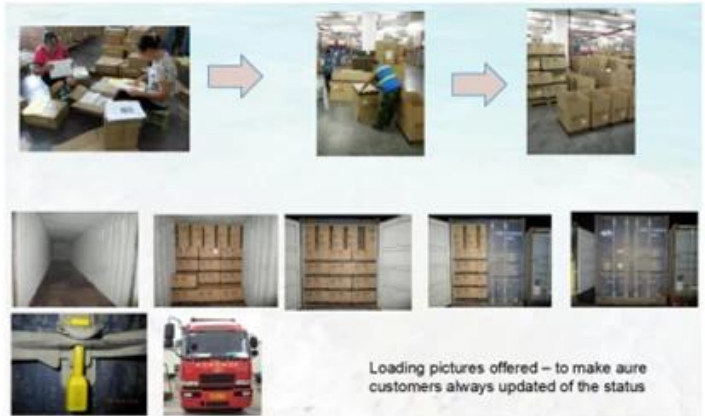 Loading pictures offered – to make aure
customers always updated of the status